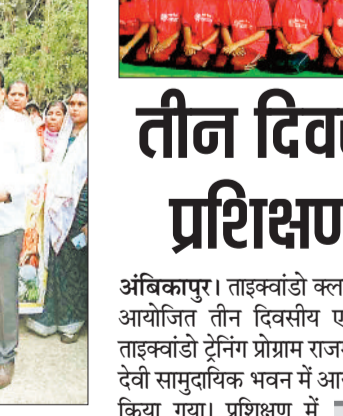 तीन
प्रशिक्षण
अंबिकापुर। ताइक्वांडो
आयोजित तीन दिवसीय
ताइक्वांडो ट्रेनिंग प्रोग्राम
देवी सामुदायिक भवन में
किया गया। प्रशिक्षण में